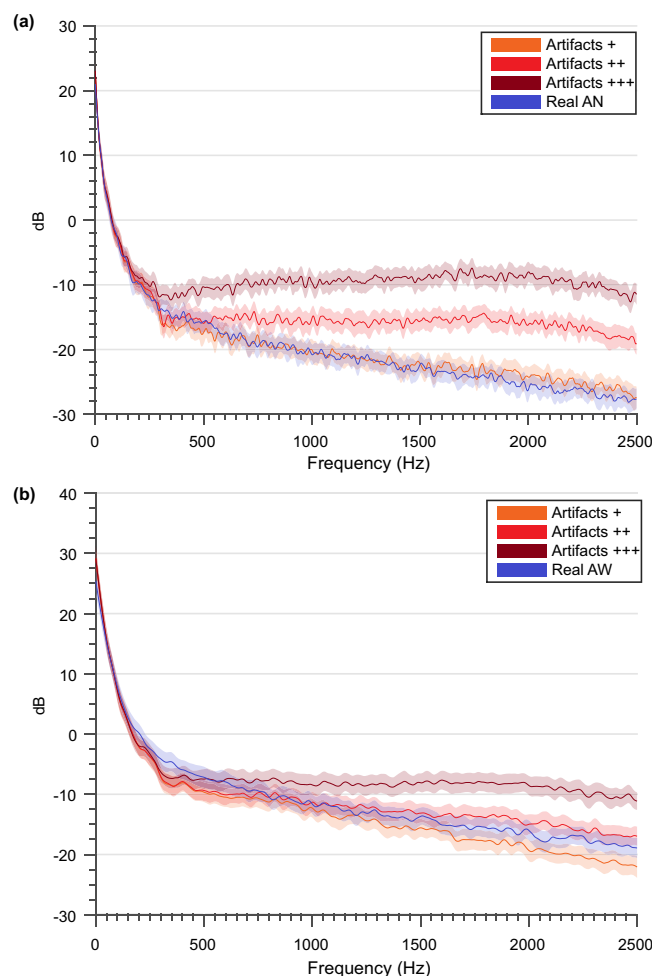 (a)
30
20
10
0
-10
-20
-30
dB
0
500
1000
1500
2000
2500
Frequency (Hz)
Artifacts +
Artifacts ++
Artifacts +++
Real AN
(b)
40
30
20
10
0
-10
-20
-30
dB
0
500
1000
1500
2000
2500
Frequency (Hz)
Artifacts +
Artifacts ++
Artifacts +++
Real AW